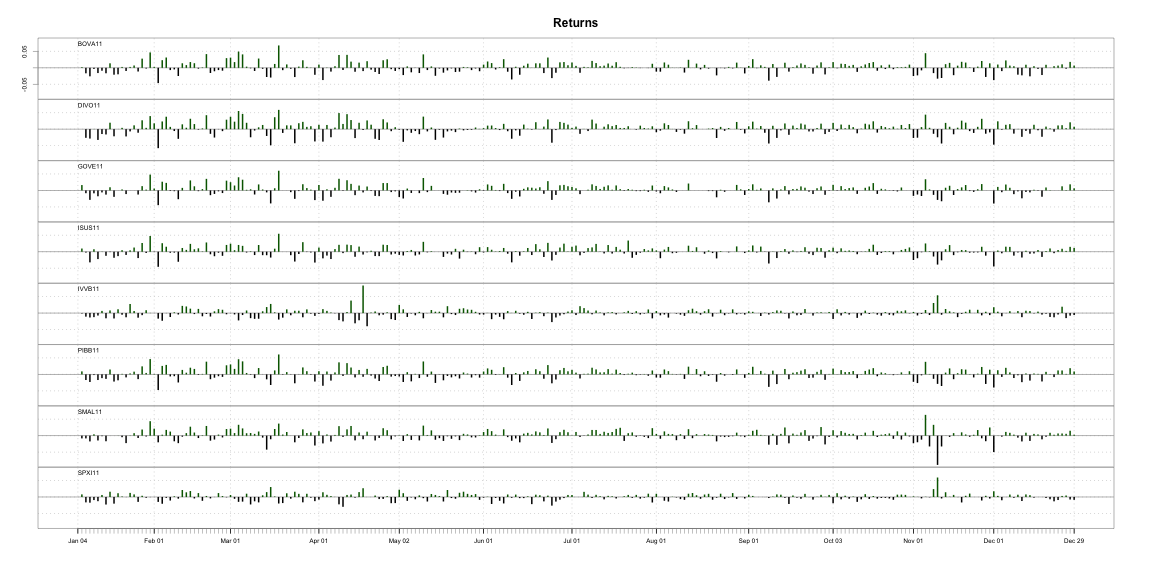 Returns
BOVA11
0.05
-0.05
DIVO11
GOVE11
ISUS11
IVVB11
PIBB11
SMAL11
SPXI11
Jan 04 Feb 01 Mar 01 Apr 01 May 02 Jun 01 Jul 01 Aug 01 Sep 01 Oct 03 Nov 01 Dec 01 Dec 29